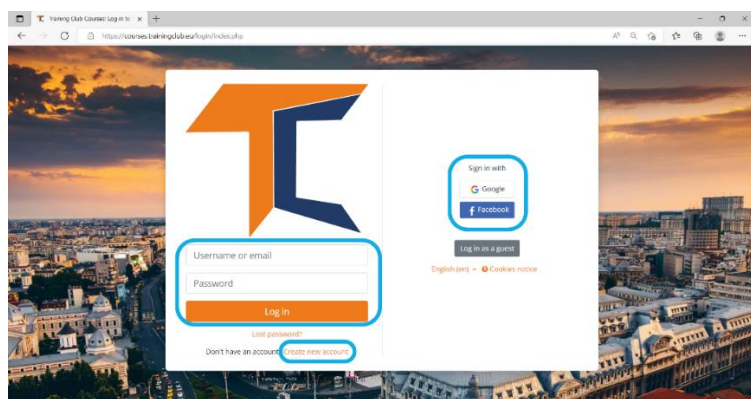 Training Club Courses: Log in to
https://courses.trainingclub.eu/login/index.php
Sign in with
Google
Facebook
Username or email
Log in as a guest
English (en) Cookies notice
Password
Log in
Lost password?
Don't have an account? Create new account